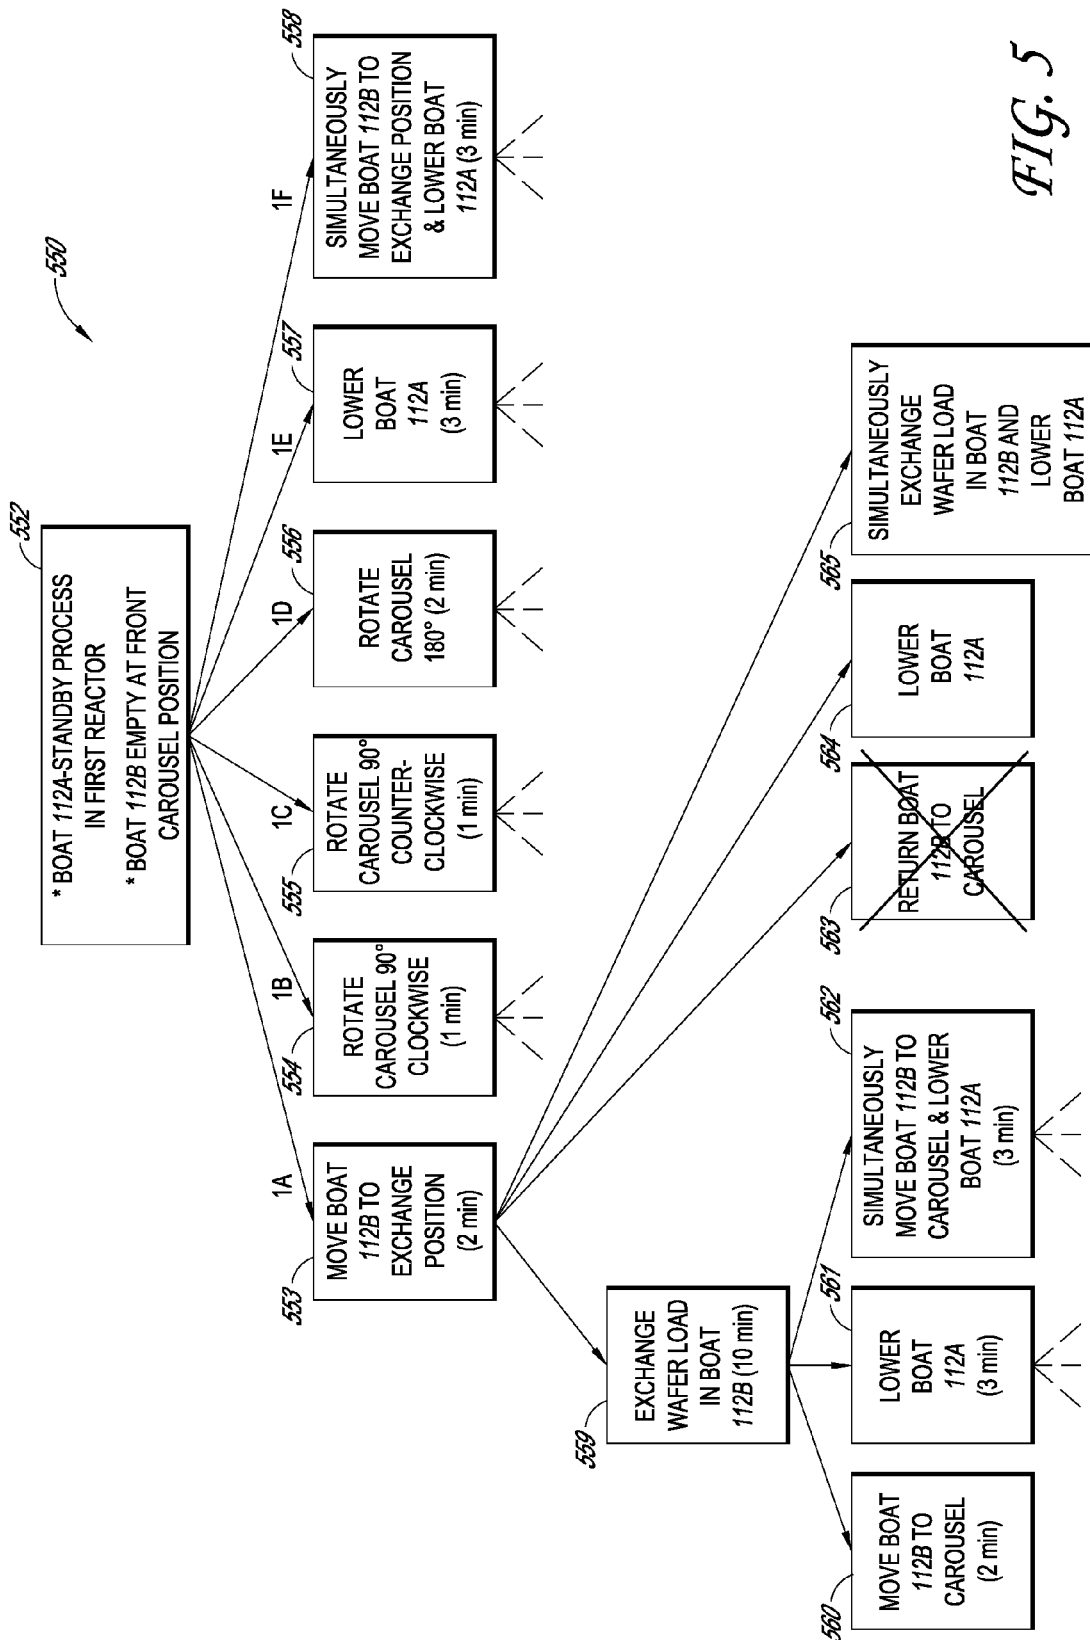 550
552
* BOAT 112A-STANDBY PROCESS
IN FIRST REACTOR
* BOAT 112B EMPTY AT FRONT
CAROUSEL POSITION
1A
1B
1C
1D
1E
1F
553
MOVE BOAT
112B TO
EXCHANGE
POSITION
(2 min)
554
ROTATE
CAROUSEL 90°
CLOCKWISE
(1 min)
555
ROTATE
CAROUSEL 90°
COUNTER-
CLOCKWISE
(1 min)
556
ROTATE
CAROUSEL
180° (2 min)
557
LOWER
BOAT
112A
(3 min)
558
SIMULTANEOUSLY
MOVE BOAT 112B TO
EXCHANGE POSITION
& LOWER BOAT
112A (3 min)
559
EXCHANGE
WAFER LOAD
IN BOAT
112B (10 min)
560
MOVE BOAT
112B TO
CAROUSEL
(2 min)
561
LOWER
BOAT
112A
(3 min)
562
SIMULTANEOUSLY
MOVE BOAT 112B TO
CAROUSEL & LOWER
BOAT 112A
(3 min)
563
RETURN BOAT
112B TO
CAROUSEL
564
LOWER
BOAT
112A
565
SIMULTANEOUSLY
EXCHANGE
WAFER LOAD
IN BOAT
112B AND
LOWER
BOAT 112A
FIG. 5